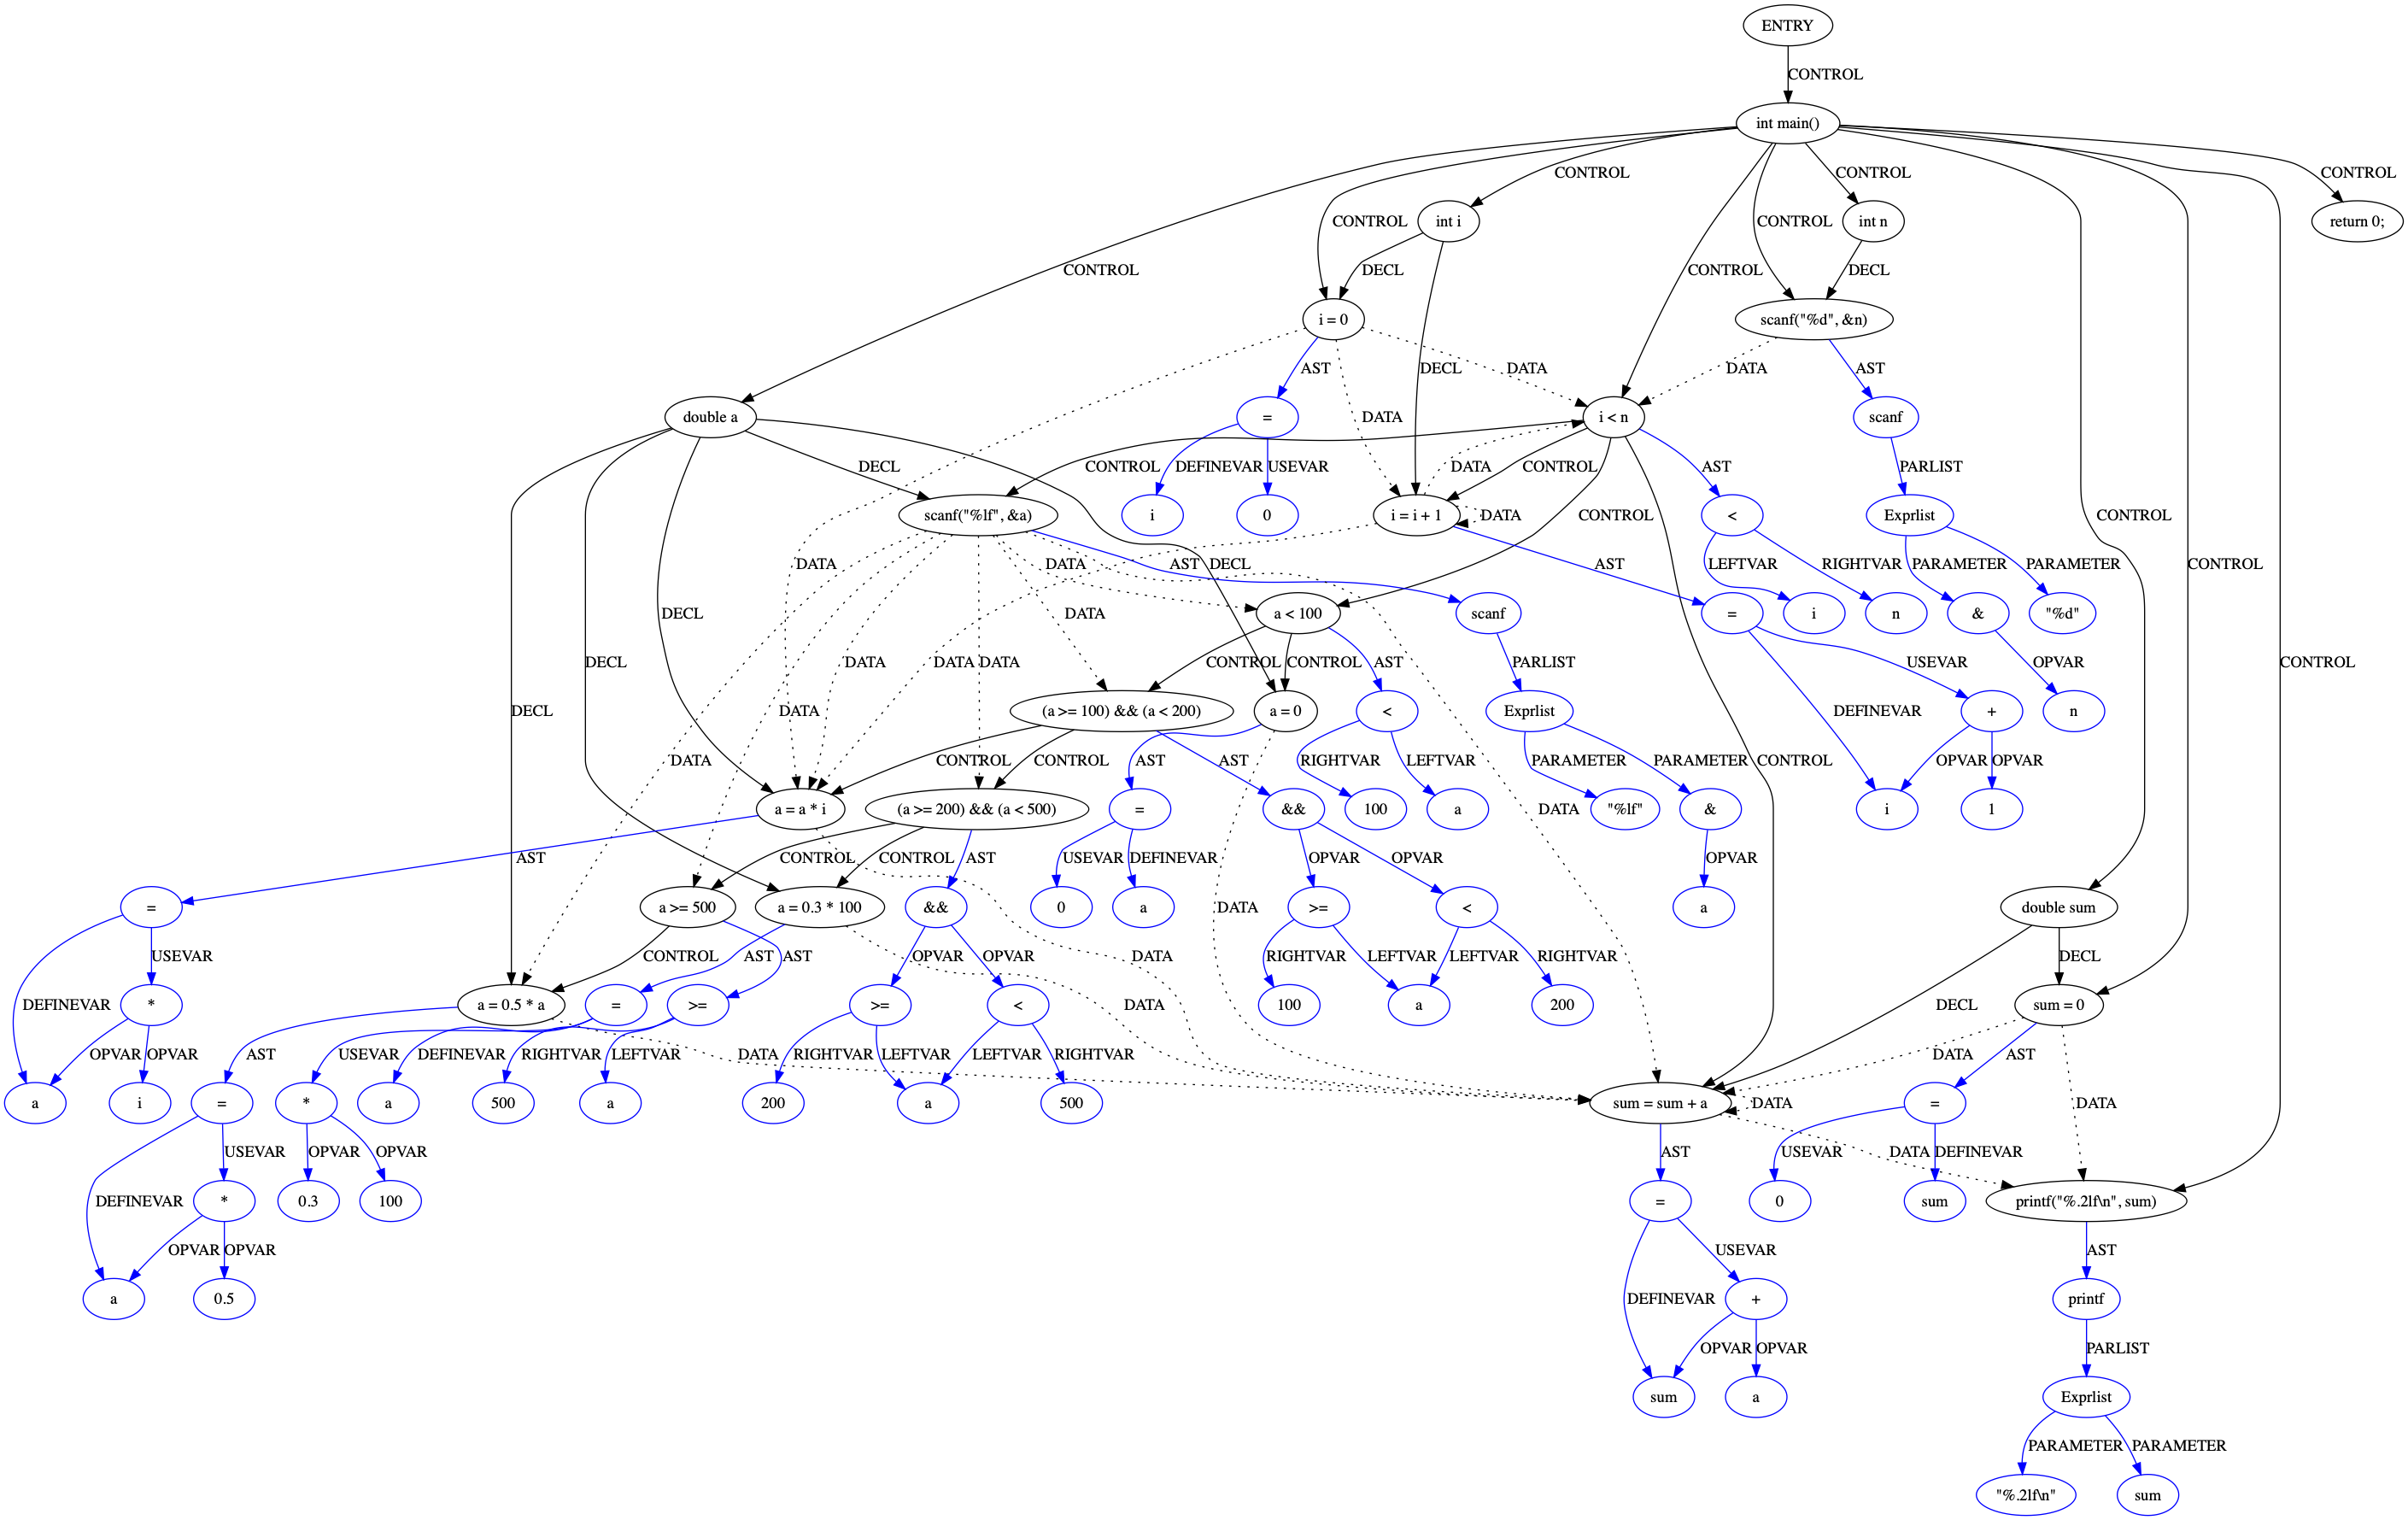 ENTRY
CONTROL
int main()
CONTROL
CONTROL
CONTROL
int i
int n
return 0;
CONTROL
CONTROL
CONTROL
CONTROL
DECL
DECL
i = 0
scanf("%d", &n)
AST
DECL
DATA
DATA
AST
double a
=
DATA
i < n
scanf
DECL
CONTROL
DEFINEVAR
USEVAR
DATA
CONTROL
AST
PARLIST
scanf("%lf", &a)
i
0
i = i + 1
DATA
CONTROL
<
Exprlist
CONTROL
DATA
DATA
AST
DECL
AST
LEFTVAR
RIGHTVAR
PARAMETER
PARAMETER
CONTROL
a < 100
scanf
=
i
n
&
"%d"
DECL
DECL
DATA
DATA
DATA
DATA
CONTROL
CONTROL
AST
PARLIST
USEVAR
OPVAR
CONTROL
(a >= 100) && (a < 200)
a = 0
<
Exprlist
DEFINEVAR
+
n
DECL
DATA
DATA
CONTROL
CONTROL
AST
AST
RIGHTVAR
LEFTVAR
PARAMETER
PARAMETER
CONTROL
OPVAR
OPVAR
a = a * i
(a >= 200) && (a < 500)
=
&&
100
a
"%lf"
&
i
1
DATA
AST
CONTROL
CONTROL
AST
USEVAR
DEFINEVAR
OPVAR
OPVAR
OPVAR
=
a >= 500
a = 0.3 * 100
&&
0
a
DATA
>=
<
a
double sum
USEVAR
CONTROL
AST
AST
OPVAR
OPVAR
DATA
RIGHTVAR
LEFTVAR
LEFTVAR
RIGHTVAR
DECL
DEFINEVAR
*
a = 0.5 * a
=
>=
>=
<
DATA
100
a
200
DECL
sum = 0
OPVAR
OPVAR
AST
USEVAR
DEFINEVAR
RIGHTVAR
LEFTVAR
DATA
RIGHTVAR
LEFTVAR
LEFTVAR
RIGHTVAR
DATA
AST
a
i
=
*
a
500
a
200
a
500
sum = sum + a
DATA
=
DATA
USEVAR
OPVAR
OPVAR
AST
DATA
USEVAR
DEFINEVAR
DEFINEVAR
*
0.3
100
=
0
sum
printf("%.2lf\n", sum)
OPVAR
OPVAR
USEVAR
AST
a
0.5
DEFINEVAR
+
printf
OPVAR
OPVAR
PARLIST
sum
a
Exprlist
PARAMETER
PARAMETER
"%.2lf\n"
sum